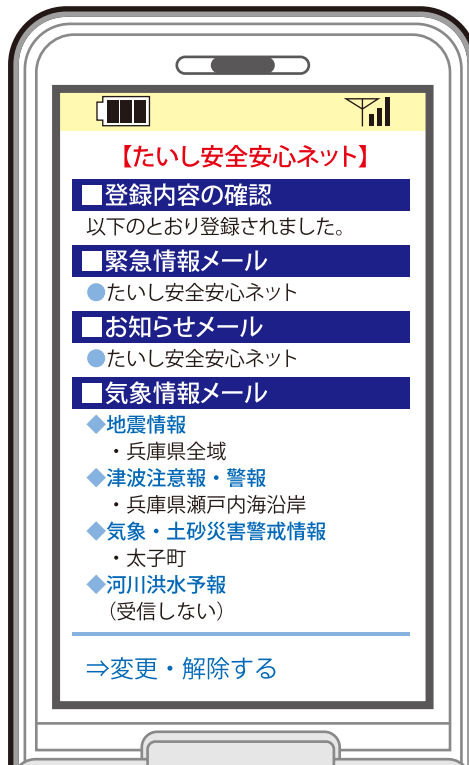 【たいし安全安心ネット】
■登録内容の確認
以下のとおり登録されました。
■緊急情報メール
●たいし安全安心ネット
■お知らせメール
●たいし安全安心ネット
■気象情報メール
◆地震情報
・兵庫県全域
◆津波注意報・警報
・兵庫県瀬戸内海沿岸
◆気象・土砂災害警戒情報
・太子町
◆河川洪水予報
（受信しない）
⇒変更・解除する